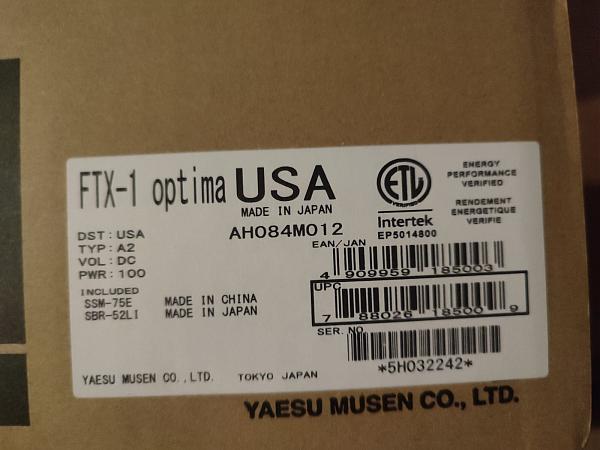 FTX-1 optima USA
MADE IN JAPAN
DST: USA
AH084M012
TYP: A2
VOL: DC
PWR: 100
INCLUDED
SSM-75E MADE IN CHINA
SBR-52LI MADE IN JAPAN
YAESU MUSEN CO., LTD. TOKYO JAPAN
ETL
Intertek
EP5014800
ENERGY
PERFORMANCE
VERIFIED
RENDEMENT
ENERGETIQUE
VERIFIE
EAN/JAN
4 909959 185003
UPC
7 88026 18500 9
SER. NO.
*5H032242*
YAESU MUSEN CO., LTD.